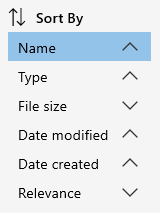 Sort By
Name
Type
File size
Date modified
Date created
Relevance